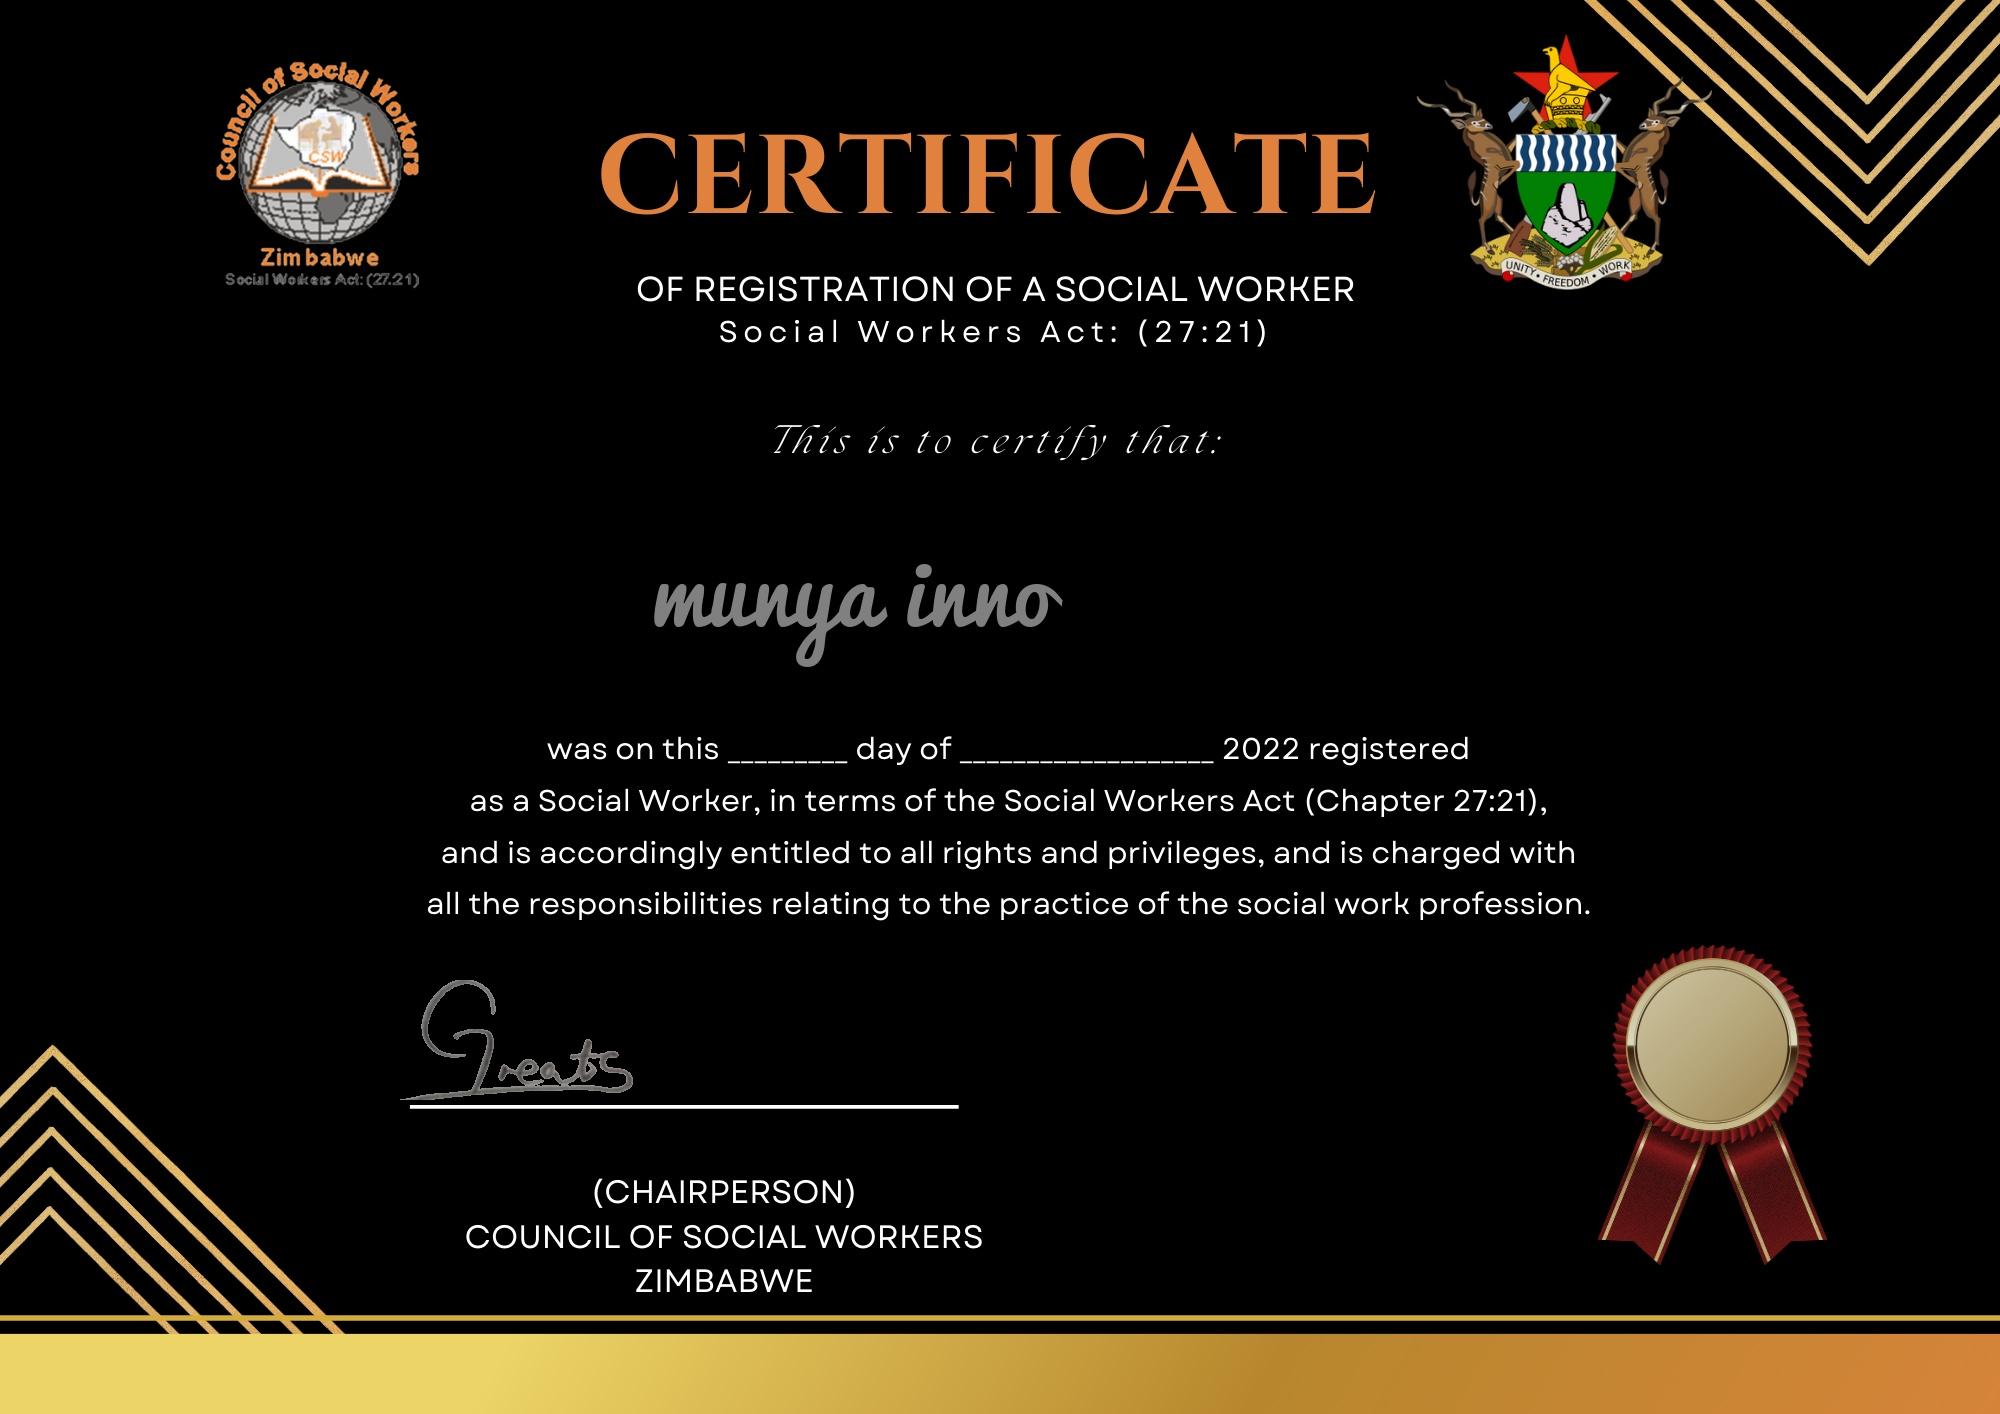 Council of Social Workers
CSW
Zimbabwe
Social Workers Act: (27.21)
CERTIFICATE
UNITY • FREEDOM • WORK
OF REGISTRATION OF A SOCIAL WORKER
Social Workers Act: (27:21)
This is to certify that:
munya inno
was on this _________ day of ___________________ 2022 registered
as a Social Worker, in terms of the Social Workers Act (Chapter 27:21),
and is accordingly entitled to all rights and privileges, and is charged with
all the responsibilities relating to the practice of the social work profession.
Greats
(CHAIRPERSON)
COUNCIL OF SOCIAL WORKERS
ZIMBABWE